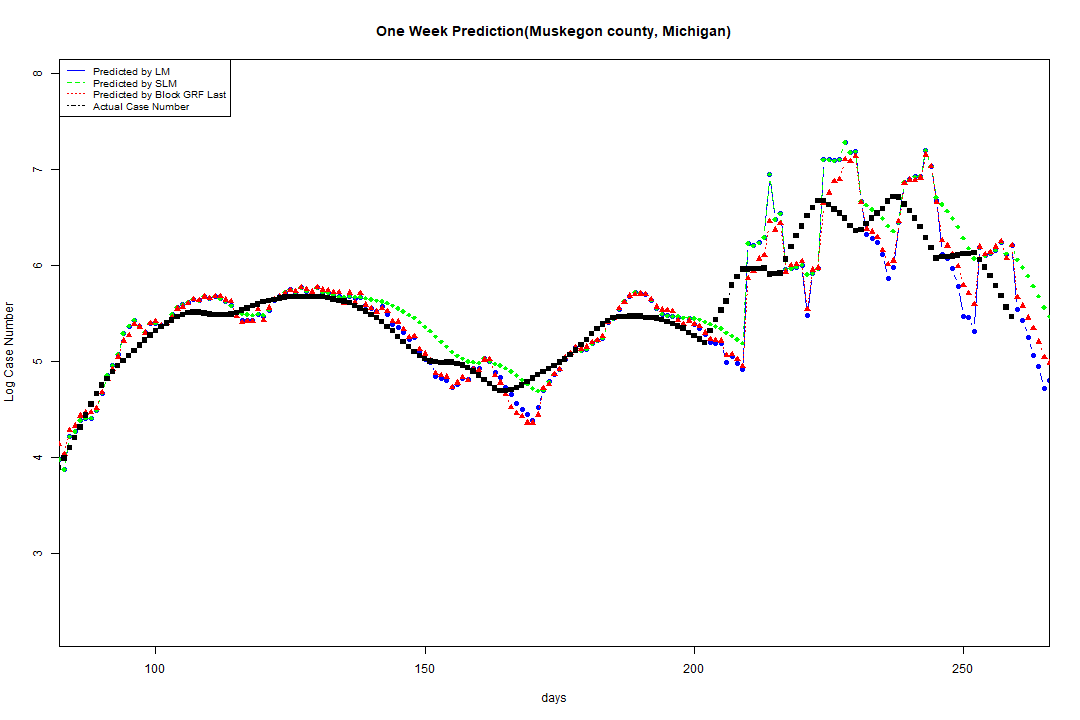 One Week Prediction(Muskegon county, Michigan)
Predicted by LM
Predicted by SLM
Predicted by Block GRF Last
Actual Case Number
8
7
6
5
4
3
Log Case Number
100
150
200
250
days